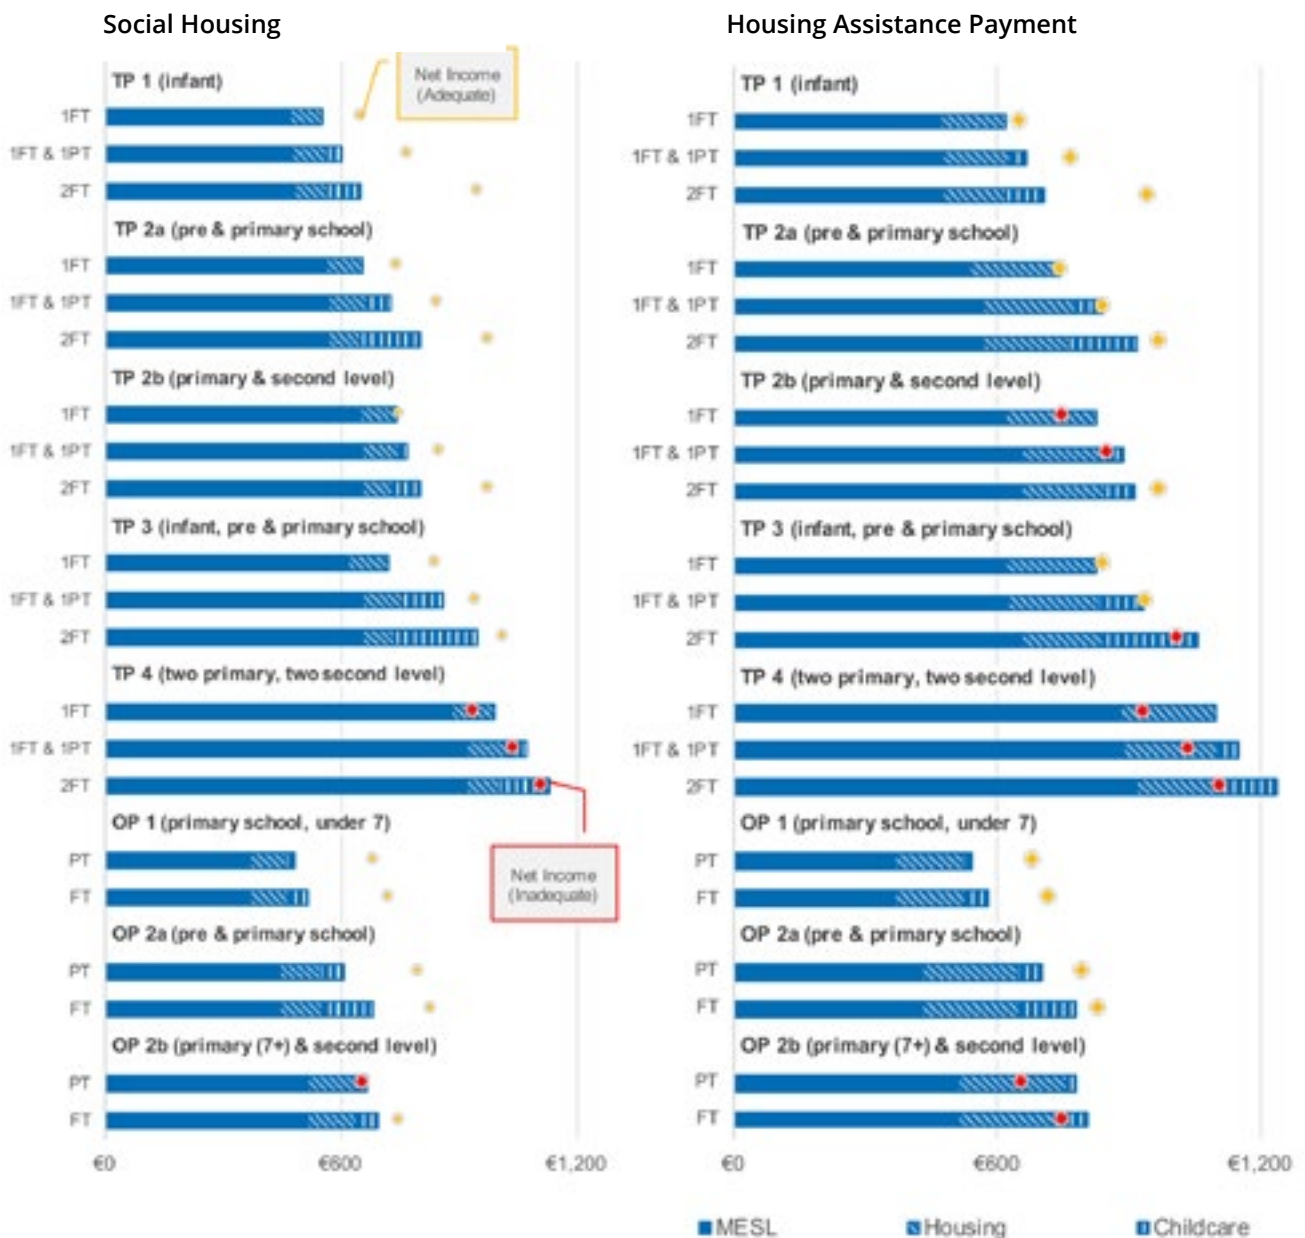 Social Housing
Net Income
(Adequate)
TP 1 (infant)
1FT
1FT & 1PT
2FT
TP 2a (pre & primary school)
1FT
1FT & 1PT
2FT
TP 2b (primary & second level)
1FT
1FT & 1PT
2FT
TP 3 (infant, pre & primary school)
1FT
1FT & 1PT
2FT
TP 4 (two primary, two second level)
1FT
1FT & 1PT
2FT
OP 1 (primary school, under 7)
Net Income
(Inadequate)
PT
FT
OP 2a (pre & primary school)
PT
FT
OP 2b (primary (7+) & second level)
PT
FT
€0 €600 €1,200
Housing Assistance Payment
TP 1 (infant)
1FT
1FT & 1PT
2FT
TP 2a (pre & primary school)
1FT
1FT & 1PT
2FT
TP 2b (primary & second level)
1FT
1FT & 1PT
2FT
TP 3 (infant, pre & primary school)
1FT
1FT & 1PT
2FT
TP 4 (two primary, two second level)
1FT
1FT & 1PT
2FT
OP 1 (primary school, under 7)
PT
FT
OP 2a (pre & primary school)
PT
FT
OP 2b (primary (7+) & second level)
PT
FT
€0 €600 €1,200
MESL Housing Childcare